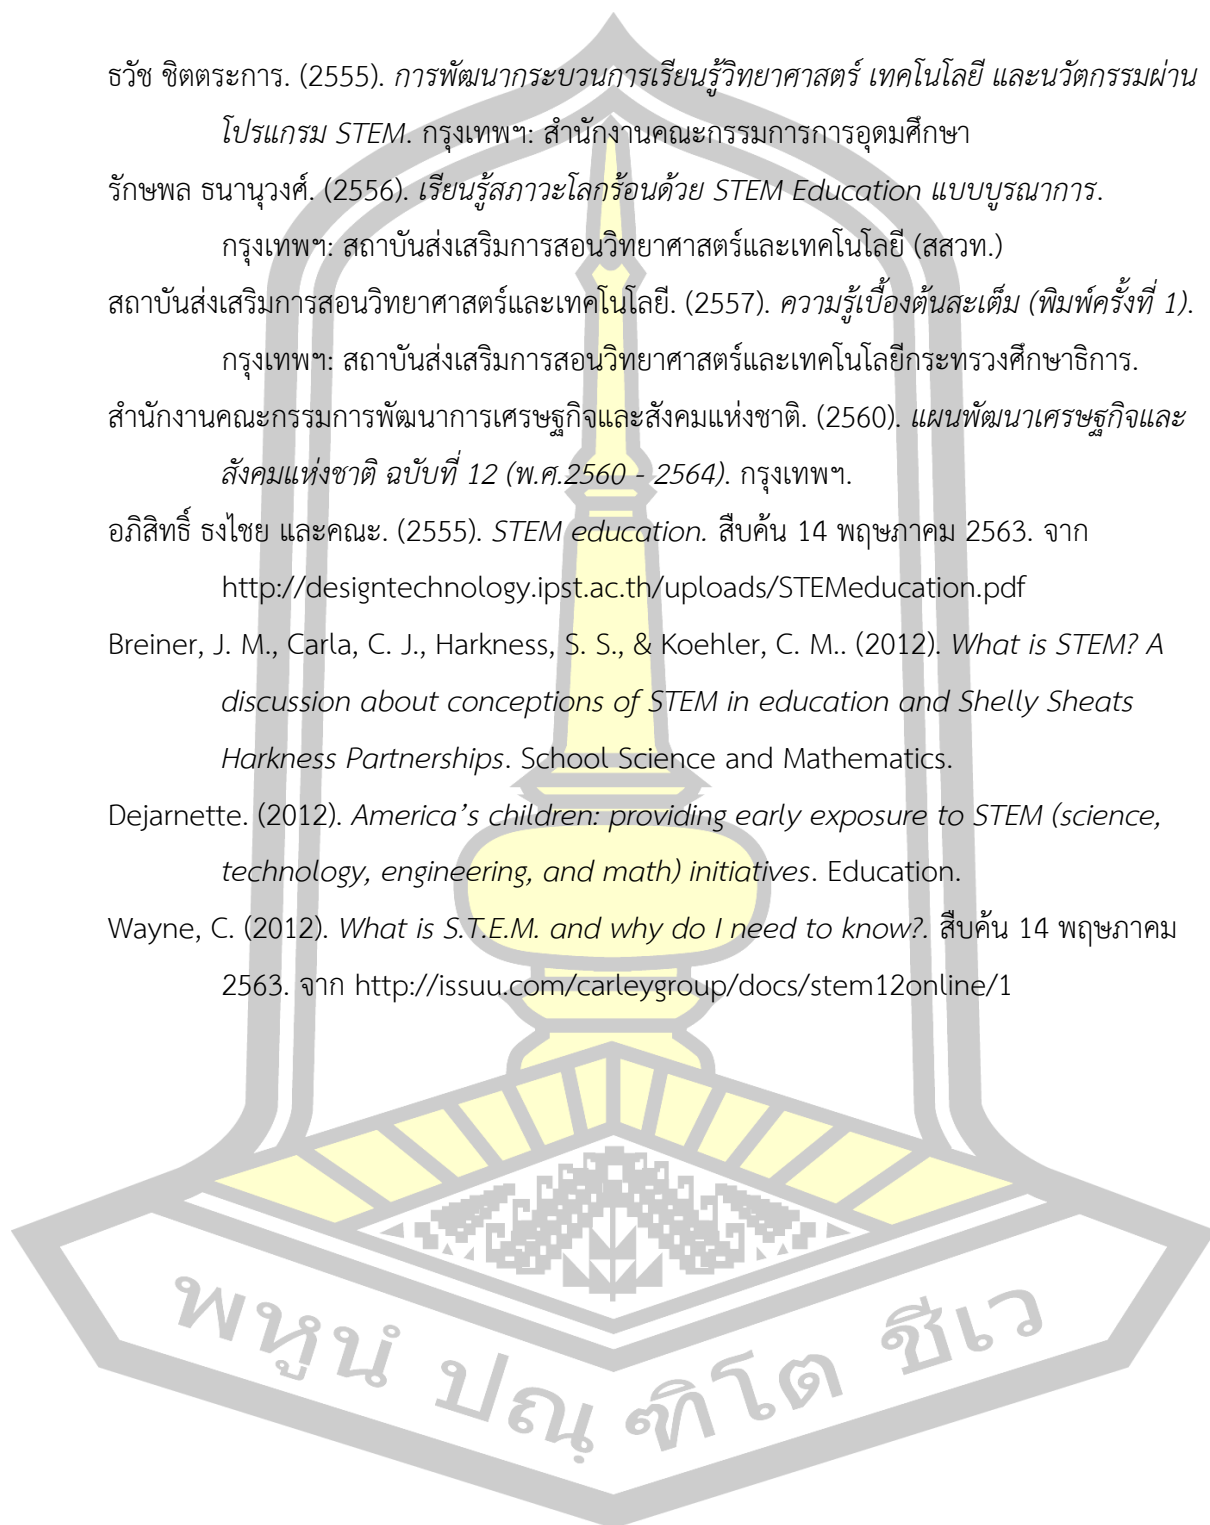 ธวัช ชิตตระการ. (2555). การพัฒนากระบวนการเรียนรู้วิทยาศาสตร์ เทคโนโลยี และนวัตกรรมผ่าน
โปรแกรม STEM. กรุงเทพฯ: สำนักงานคณะกรรมการการอุดมศึกษา
รักษพล ธนานุวงศ์. (2556). เรียนรู้สภาวะโลกร้อนด้วย STEM Education แบบบูรณาการ.
กรุงเทพฯ: สถาบันส่งเสริมการสอนวิทยาศาสตร์และเทคโนโลยี (สสวท.)
สถาบันส่งเสริมการสอนวิทยาศาสตร์และเทคโนโลยี. (2557). ความรู้เบื้องต้นสะเต็ม (พิมพ์ครั้งที่ 1).
กรุงเทพฯ: สถาบันส่งเสริมการสอนวิทยาศาสตร์และเทคโนโลยีกระทรวงศึกษาธิการ.
สำนักงานคณะกรรมการพัฒนาการเศรษฐกิจและสังคมแห่งชาติ. (2560). แผนพัฒนาเศรษฐกิจและ
สังคมแห่งชาติ ฉบับที่ 12 (พ.ศ.2560 - 2564). กรุงเทพฯ.
อภิสิทธิ์ ธงไชย และคณะ. (2555). STEM education. สืบค้น 14 พฤษภาคม 2563. จาก
http://designtechnology.ipst.ac.th/uploads/STEMeducation.pdf
Breiner, J. M., Carla, C. J., Harkness, S. S., & Koehler, C. M.. (2012). What is STEM? A
discussion about conceptions of STEM in education and Shelly Sheats
Harkness Partnerships. School Science and Mathematics.
Dejarnette. (2012). America’s children: providing early exposure to STEM (science,
technology, engineering, and math) initiatives. Education.
Wayne, C. (2012). What is S.T.E.M. and why do I need to know?. สืบค้น 14 พฤษภาคม
2563. จาก http://issuu.com/carleygroup/docs/stem12online/1
พหูนํ ปณฺ ฑิโต ชีเว